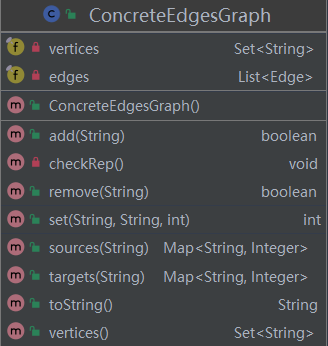 ConcreteEdgesGraph
vertices Set<String>
edges List<Edge>
ConcreteEdgesGraph()
add(String) boolean
checkRep() void
remove(String) boolean
set(String, String, int) int
sources(String) Map<String, Integer>
targets(String) Map<String, Integer>
toString() String
vertices() Set<String>